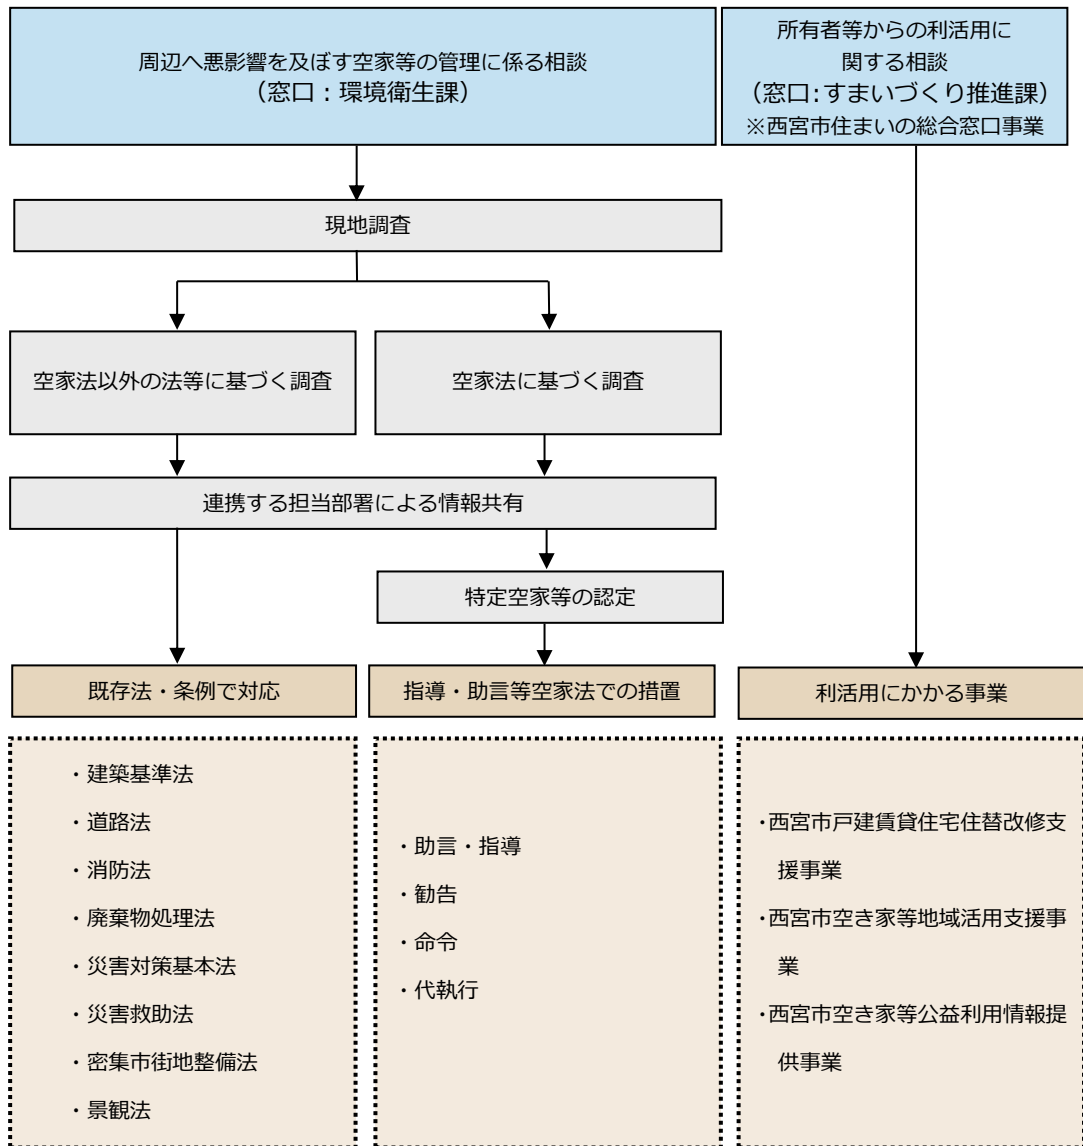 周辺へ悪影響を及ぼす空家等の管理に係る相談
（窓口：環境衛生課）
所有者等からの利活用に
関する相談
（窓口:すまいづくり推進課）
※西宮市住まいの総合窓口事業
現地調査
空家法以外の法等に基づく調査
空家法に基づく調査
連携する担当部署による情報共有
特定空家等の認定
既存法・条例で対応
指導・助言等空家法での措置
利活用にかかる事業
・建築基準法
・道路法
・消防法
・廃棄物処理法
・災害対策基本法
・災害救助法
・密集市街地整備法
・景観法
・助言・指導
・勧告
・命令
・代執行
・西宮市戸建賃貸住宅住替改修支
援事業
・西宮市空き家等地域活用支援事
業
・西宮市空き家等公益利用情報提
供事業